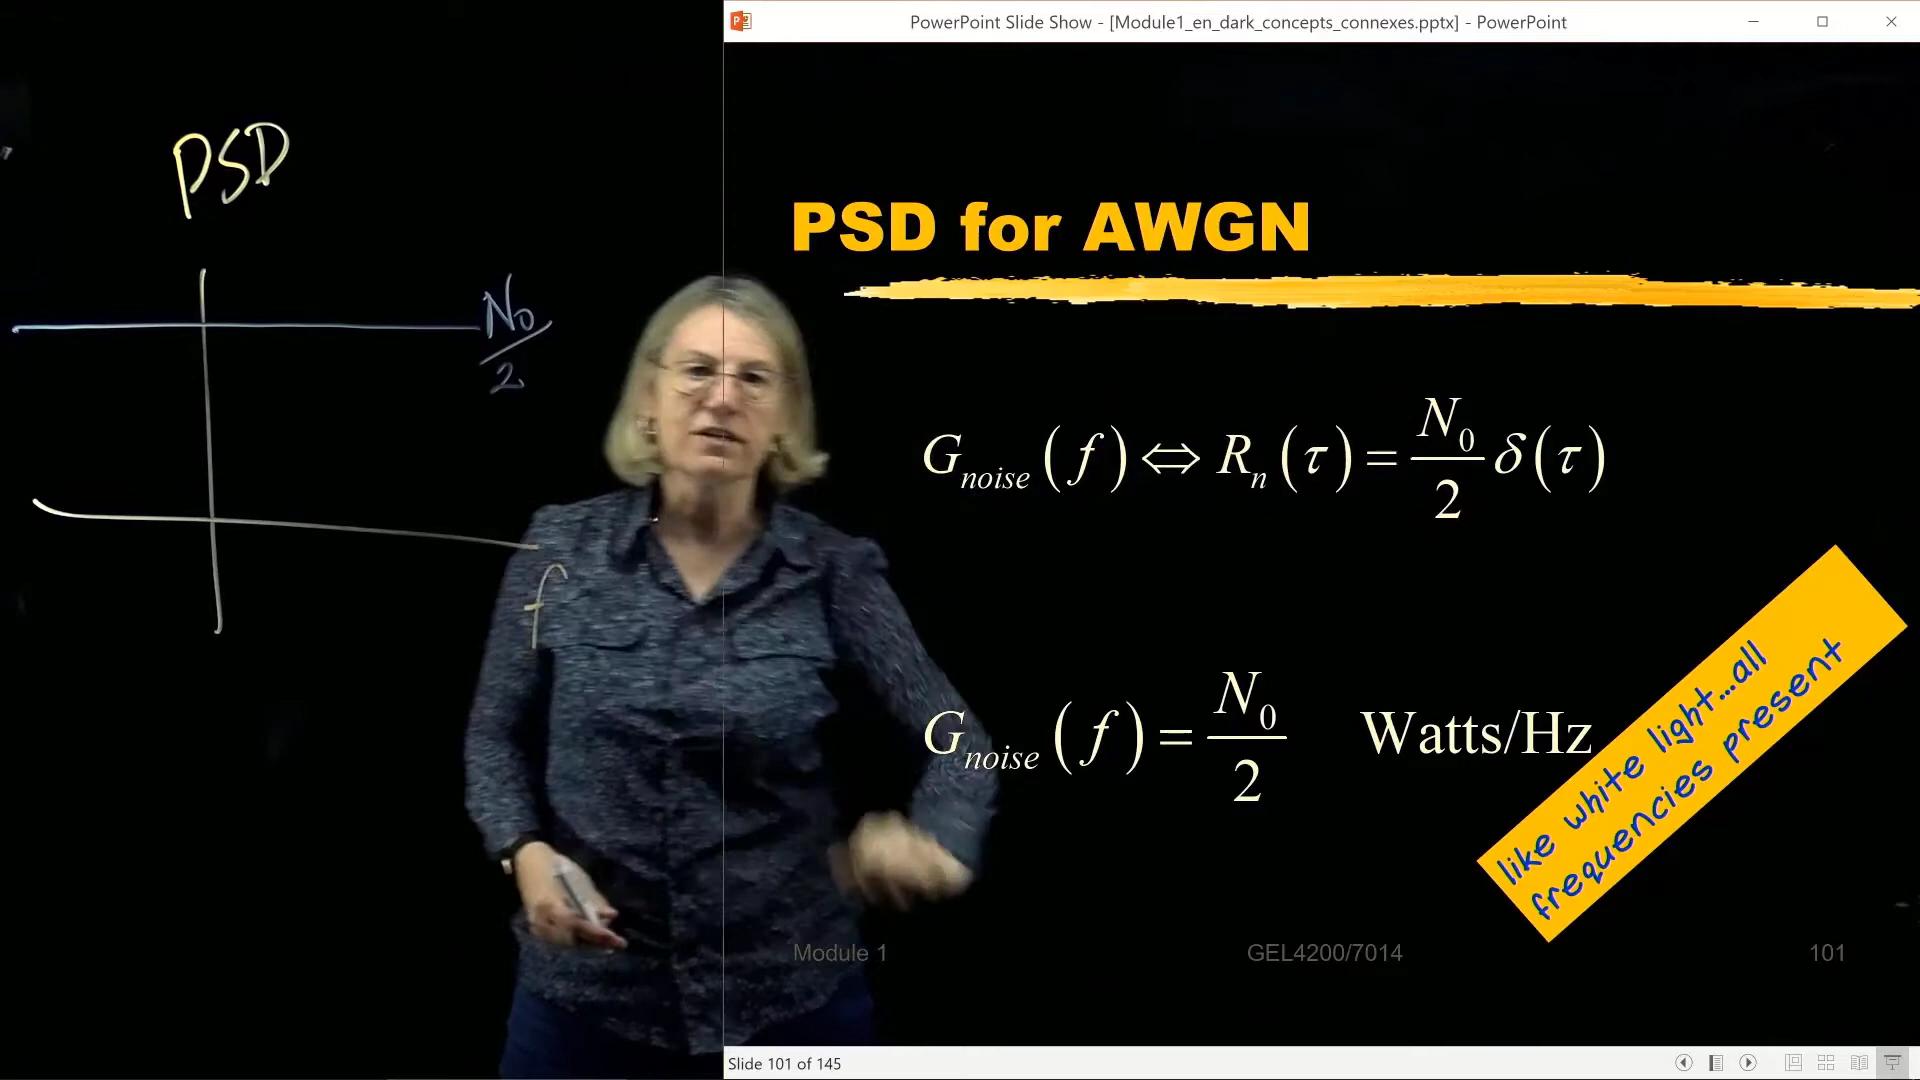 PSD
N0
2
f
PowerPoint Slide Show - [Module1_en_dark_concepts_connexes.pptx] - PowerPoint
PSD for AWGN
G_noise(f) ⇔ R_n(τ) = N_0/2 δ(τ)
G_noise(f) = N_0/2 Watts/Hz
like white light...all
frequencies present
Module 1 GEL4200/7014 101
Slide 101 of 145